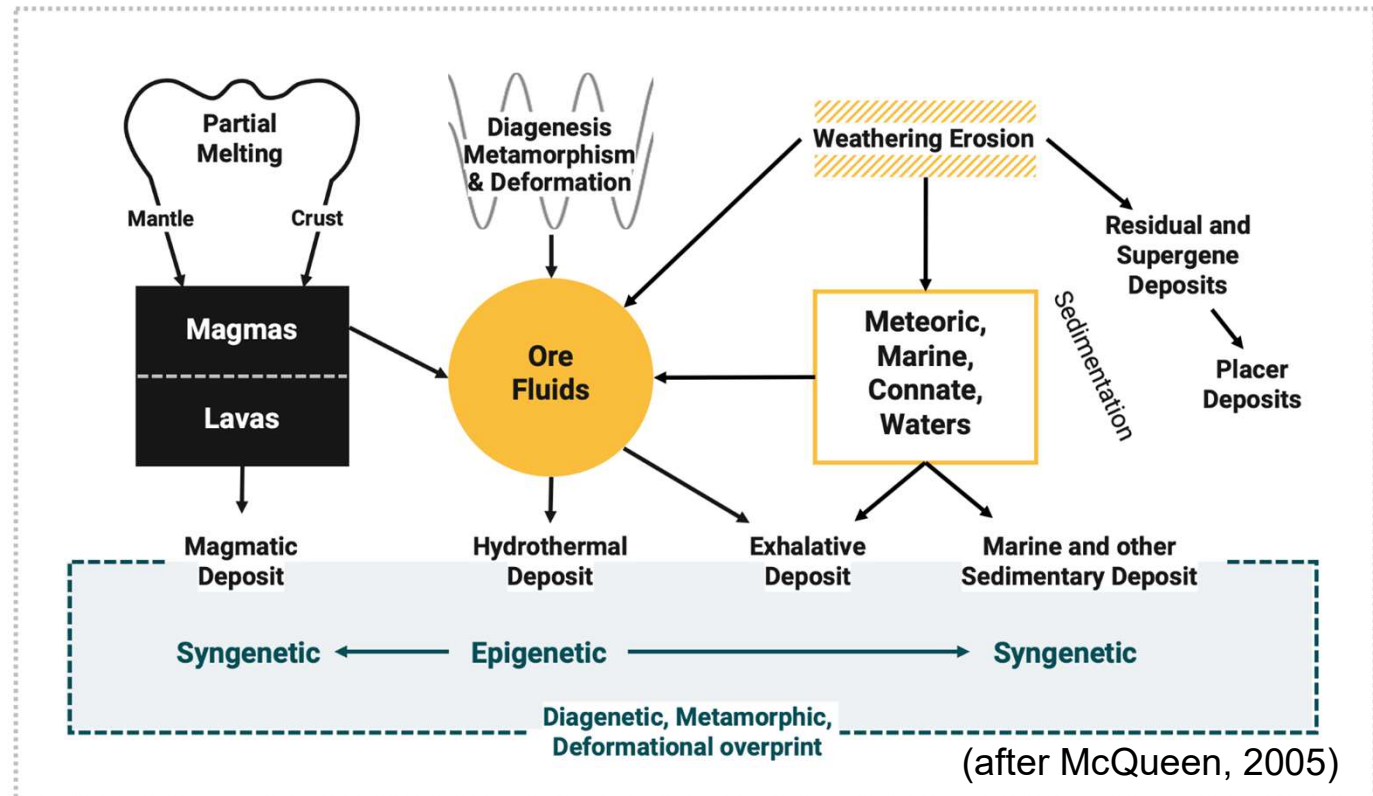 Partial
Melting
Mantle
Crust
Magmas
Lavas
Diagenesis
Metamorphism
& Deformation
Ore
Fluids
Weathering Erosion
Meteoric,
Marine,
Connate,
Waters
Sedimentation
Residual and
Supergene
Deposits
Placer
Deposits
Magmatic
Deposit
Hydrothermal
Deposit
Exhalative
Deposit
Marine and other
Sedimentary Deposit
Syngenetic
Epigenetic
Syngenetic
Diagenetic, Metamorphic,
Deformational overprint
(after McQueen, 2005)